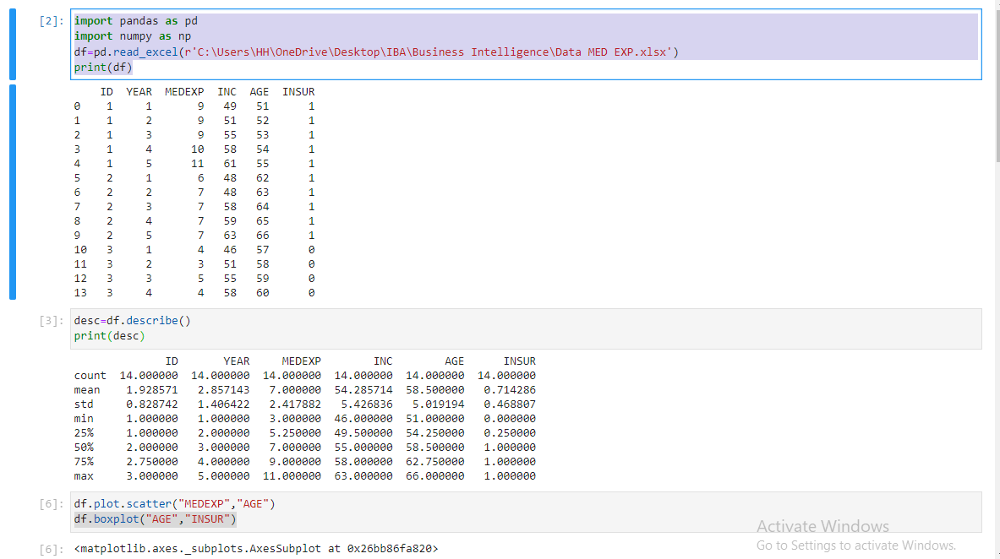 [2]: import pandas as pd
import numpy as np
df=pd.read_excel(r'C:\Users\HH\OneDrive\Desktop\IBA\Business Intelligence\Data MED EXP.xlsx')
print(df)
ID YEAR MEDEXP INC AGE INSUR
0 1 1 9 49 51 1
1 1 2 9 51 52 1
2 1 3 9 55 53 1
3 1 4 10 58 54 1
4 1 5 11 61 55 1
5 2 1 6 48 62 1
6 2 2 7 48 63 1
7 2 3 7 58 64 1
8 2 4 7 59 65 1
9 2 5 7 63 66 1
10 3 1 4 46 57 0
11 3 2 3 51 58 0
12 3 3 5 55 59 0
13 3 4 4 58 60 0
[3]: desc=df.describe()
print(desc)
ID YEAR MEDEXP INC AGE INSUR
count 14.000000 14.000000 14.000000 14.000000 14.000000 14.000000
mean 1.928571 2.857143 7.000000 54.285714 58.500000 0.714286
std 0.828742 1.406422 2.417882 5.426836 5.019194 0.468807
min 1.000000 1.000000 3.000000 46.000000 51.000000 0.000000
25% 1.000000 2.000000 5.250000 49.500000 54.250000 0.250000
50% 2.000000 3.000000 7.000000 55.000000 58.500000 1.000000
75% 2.750000 4.000000 9.000000 58.000000 62.750000 1.000000
max 3.000000 5.000000 11.000000 63.000000 66.000000 1.000000
[6]: df.plot.scatter("MEDEXP","AGE")
df.boxplot("AGE","INSUR")
Activate Windows
Go to Settings to activate Windows.
[6]: <matplotlib.axes._subplots.AxesSubplot at 0x26bb86fa820>